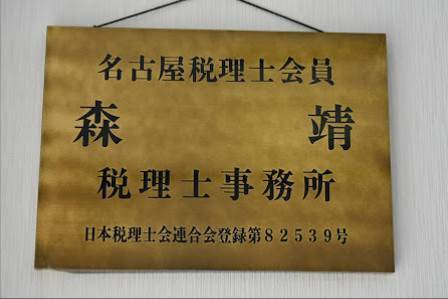 名古屋税理士会員
森 靖
税理士事務所
日本税理士会連合会登録第82539号